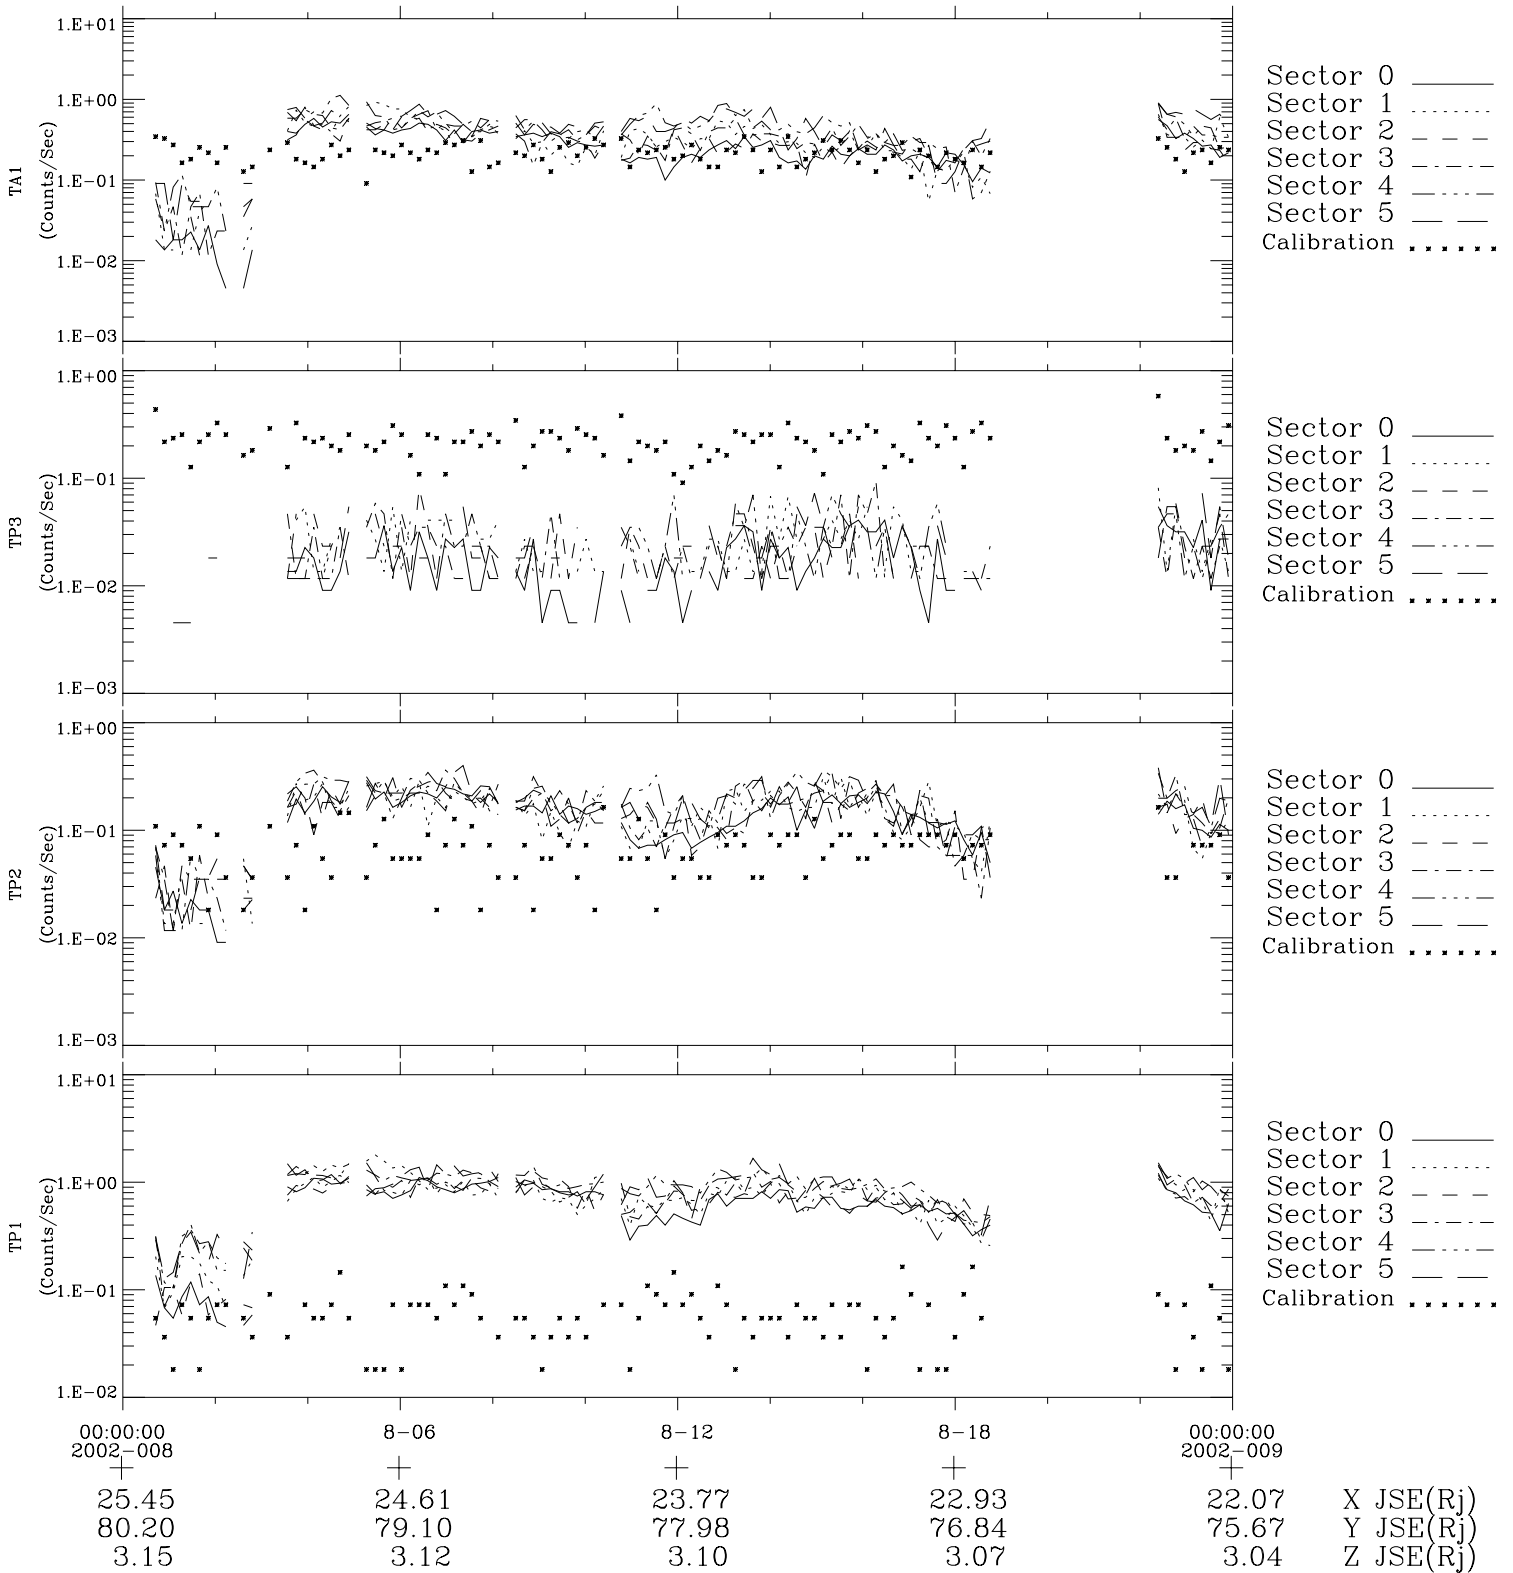 1.E+01
1.E+00
1.E-01
1.E-02
1.E-03
TA1
(Counts/Sec)
Sector 0
Sector 1
Sector 2
Sector 3
Sector 4
Sector 5
Calibration
1.E+00
1.E-01
1.E-02
1.E-03
TP3
(Counts/Sec)
Sector 0
Sector 1
Sector 2
Sector 3
Sector 4
Sector 5
Calibration
1.E+00
1.E-01
1.E-02
1.E-03
TP2
(Counts/Sec)
Sector 0
Sector 1
Sector 2
Sector 3
Sector 4
Sector 5
Calibration
1.E+01
1.E+00
1.E-01
1.E-02
TP1
(Counts/Sec)
Sector 0
Sector 1
Sector 2
Sector 3
Sector 4
Sector 5
Calibration
00:00:00 8-06 8-12 8-18 00:00:00
2002-008 2002-009
25.45 24.61 23.77 22.93 22.07 X JSE(Rj)
80.20 79.10 77.98 76.84 75.67 Y JSE(Rj)
3.15 3.12 3.10 3.07 3.04 Z JSE(Rj)